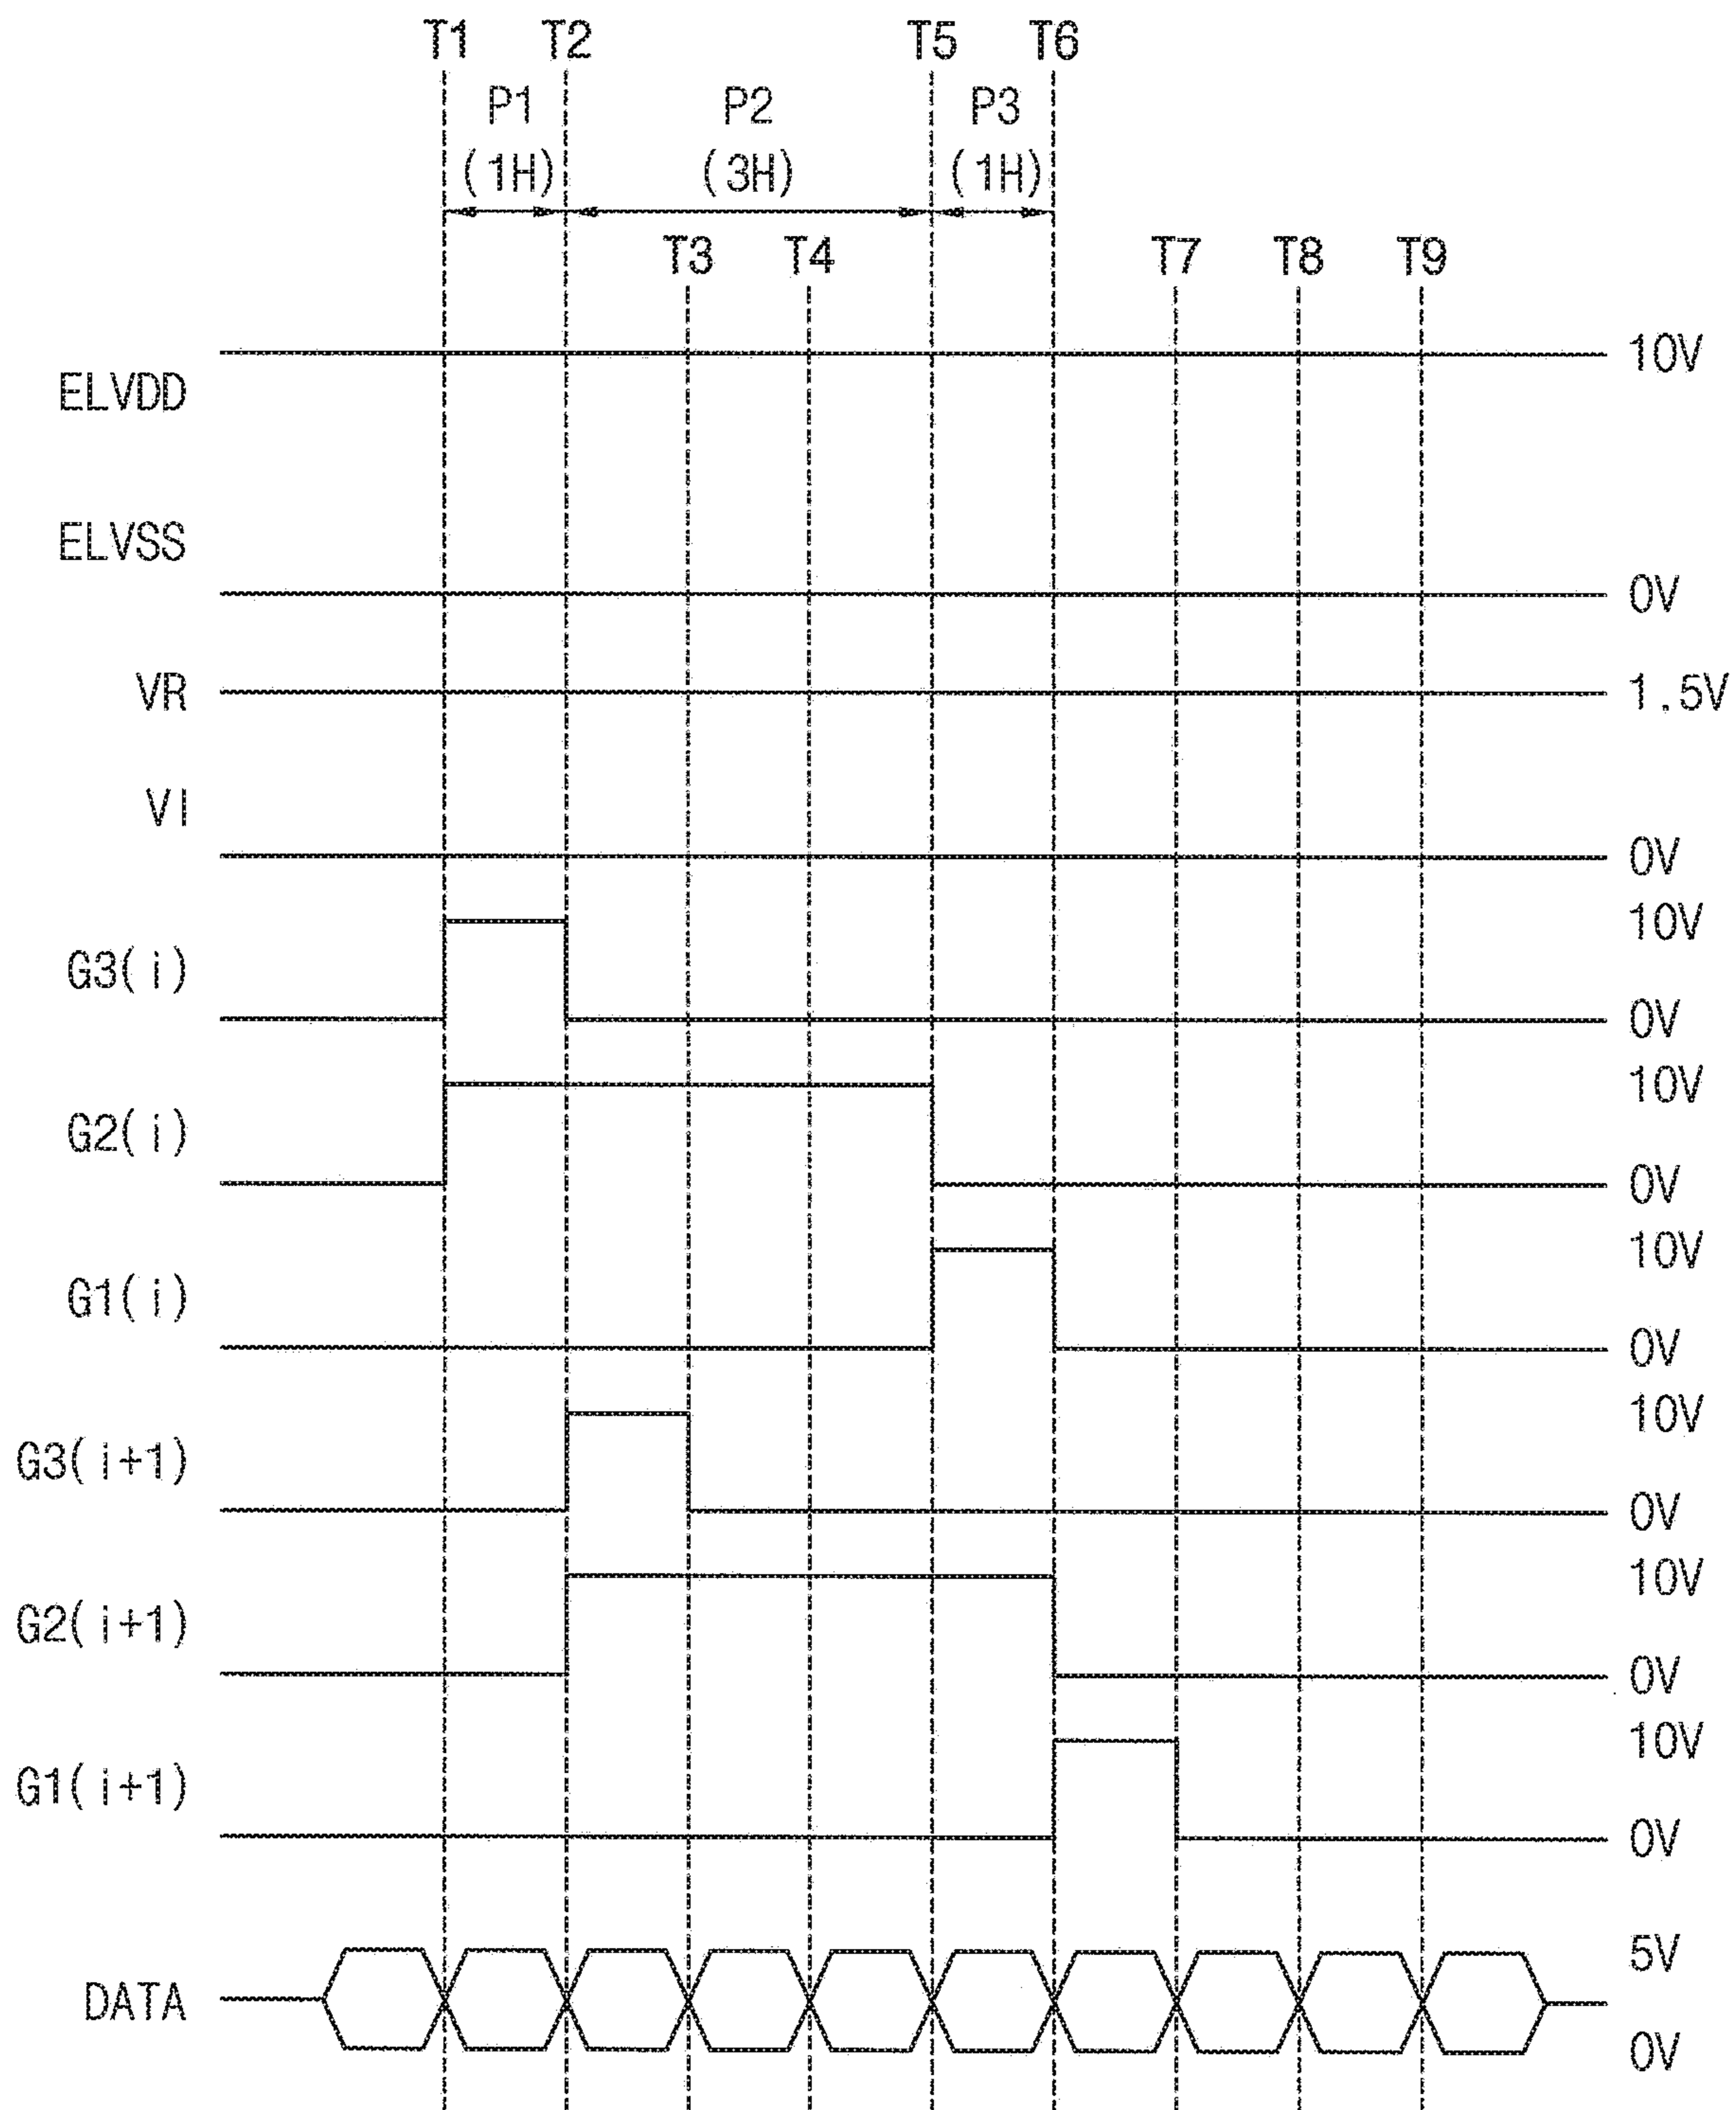 T1 T2 T5 T6
P1 P2 P3
(1H) (3H) (1H)
T3 T4 T7 T8 T9
10V
ELVDD
ELVSS
0V
VR 1.5V
VI
0V
10V
G3(i)
0V
10V
G2(i)
0V
10V
G1(i)
0V
10V
G3(i+1)
0V
10V
G2(i+1)
0V
10V
G1(i+1)
0V
5V
DATA
0V